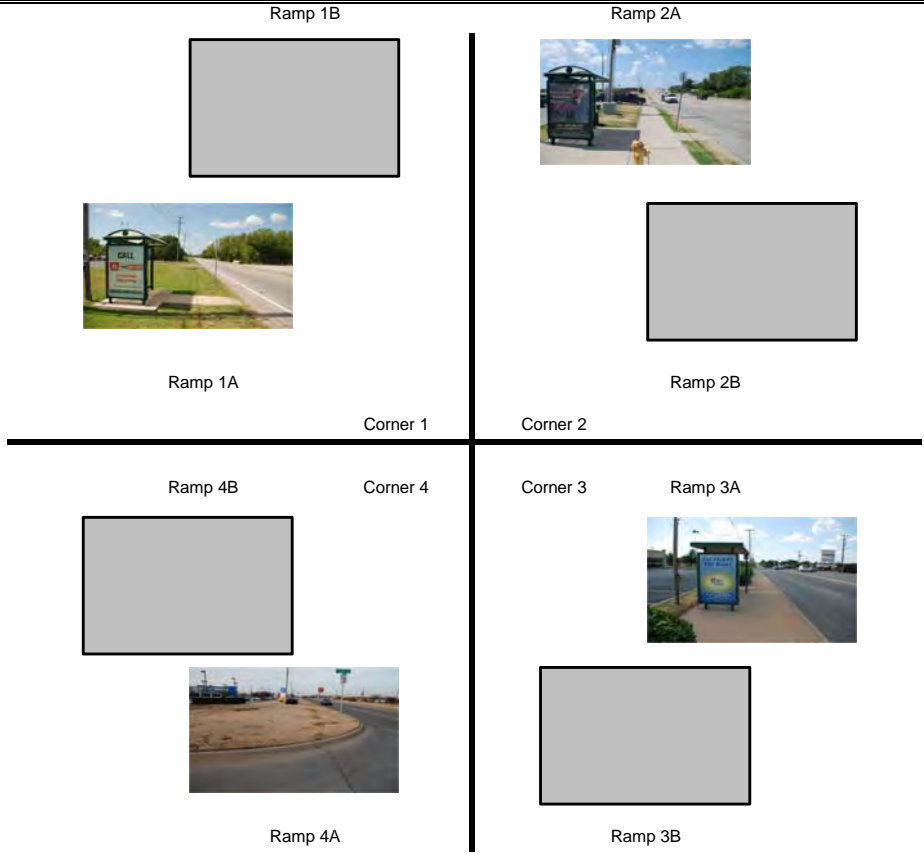 Ramp 1B
Ramp 2A
CALL
Ramp 1A
Ramp 2B
Corner 1
Corner 2
Ramp 4B
Corner 4
Corner 3
Ramp 3A
Ramp 4A
Ramp 3B